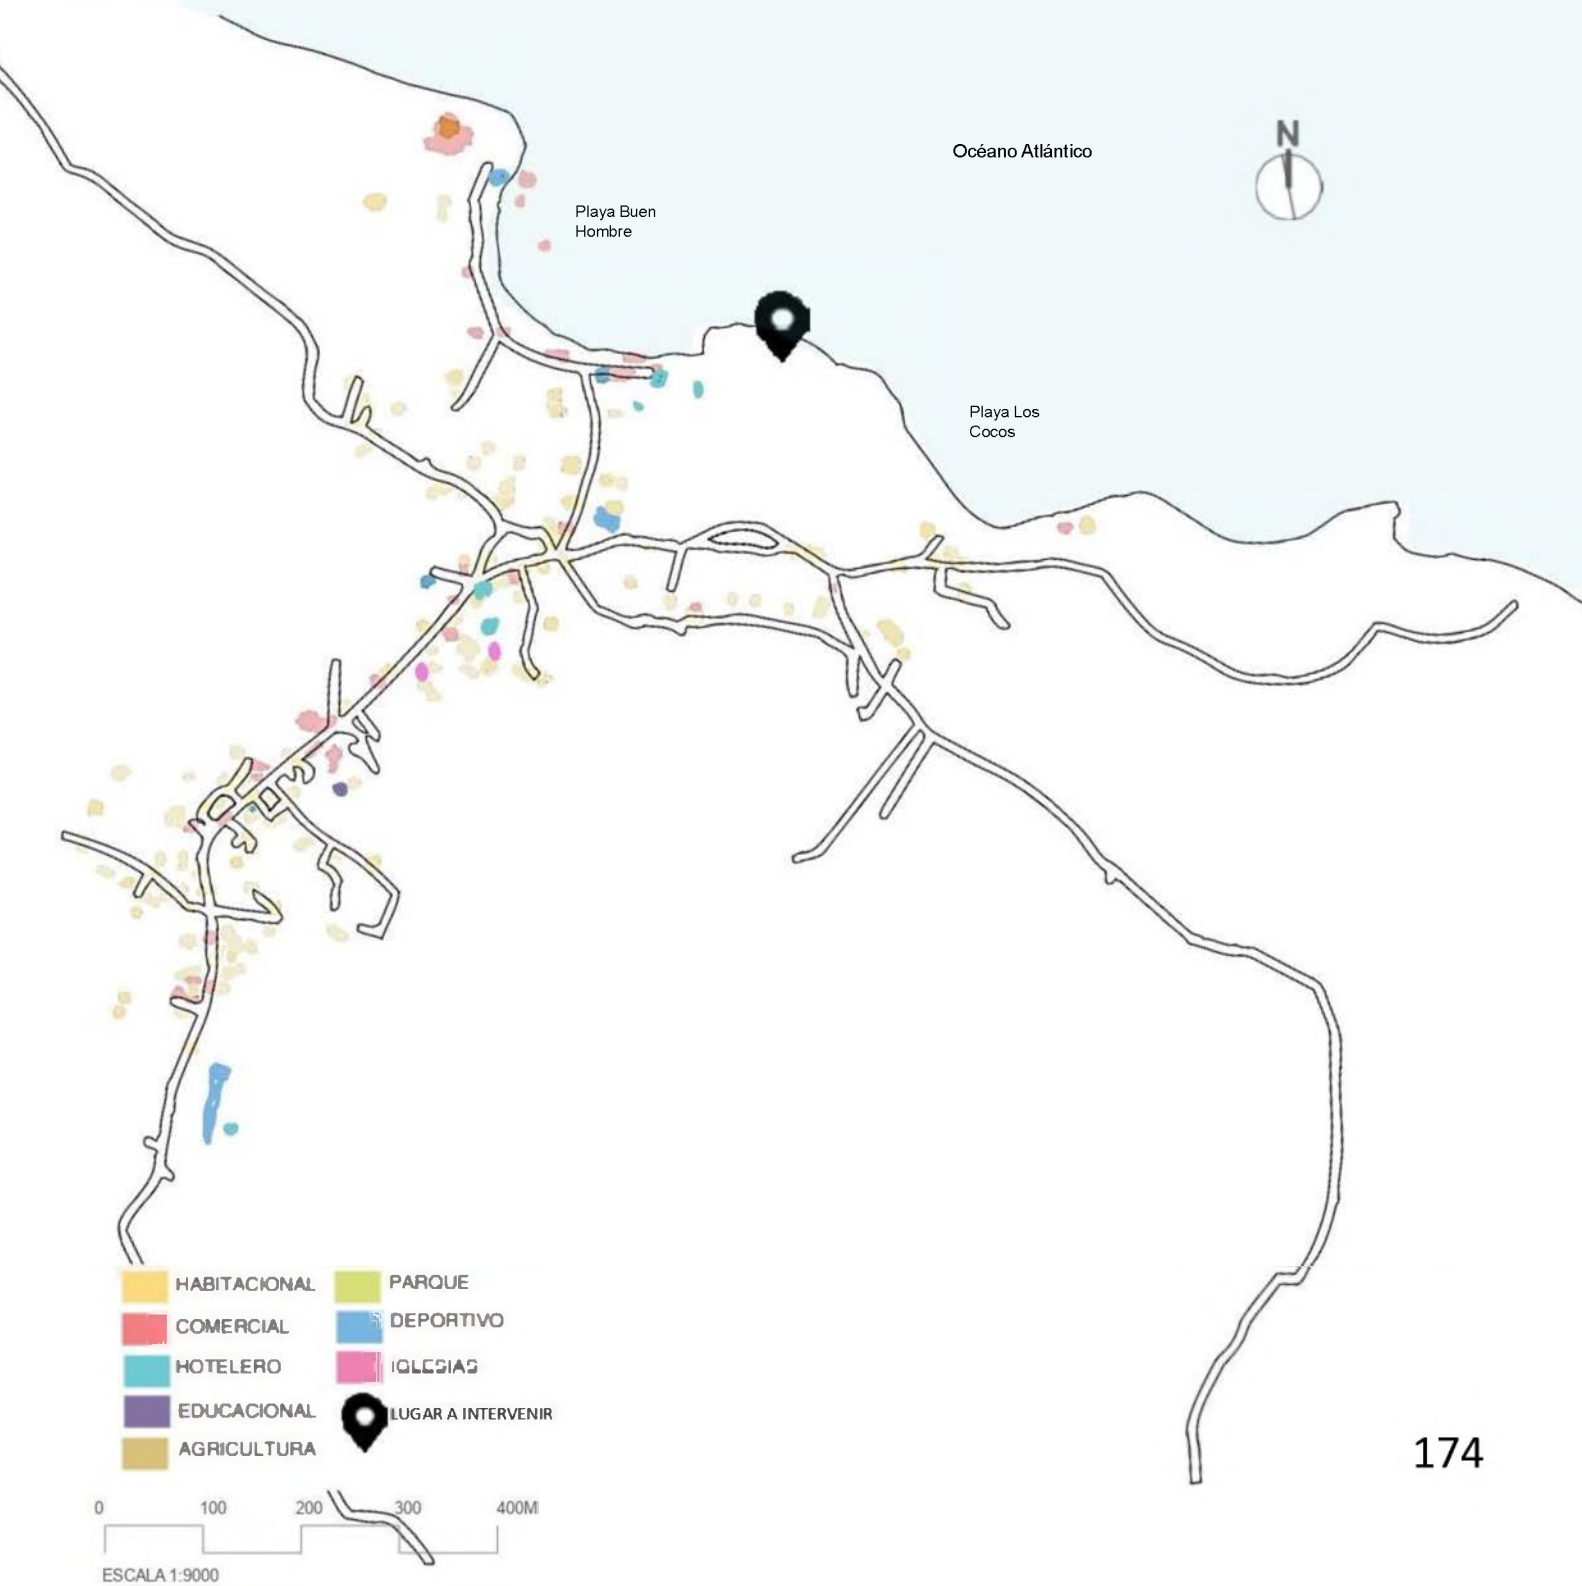 N
Océano Atlántico
Playa Buen
Hombre
Playa Los
Cocos
HABITACIONAL
PARQUE
COMERCIAL
DEPORTIVO
HOTELERO
IGLESIAS
EDUCACIONAL
LUGAR A INTERVENIR
AGRICULTURA
174
0 100 200 300 400M
ESCALA 1:9000